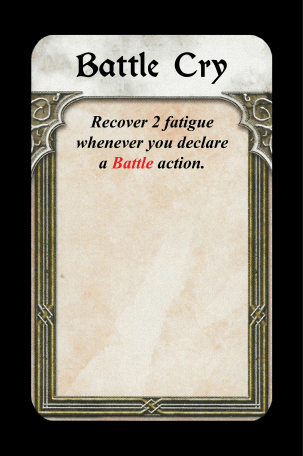 Battle Cry
Recover 2 fatigue
whenever you declare
a Battle action.